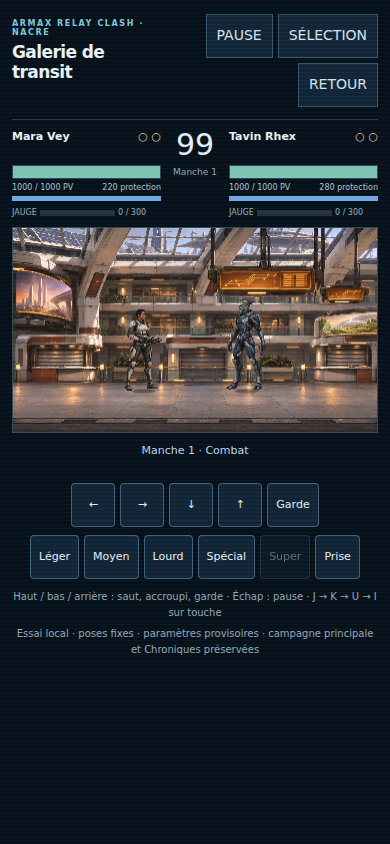 ARMAX RELAY CLASH ·
NACRE
Galerie de
transit
PAUSE
SÉLECTION
RETOUR
Mara Vey
○ ○
99
Tavin Rhex
○ ○
Manche 1
1000 / 1000 PV
220 protection
1000 / 1000 PV
280 protection
JAUGE
0 / 300
JAUGE
0 / 300
Manche 1 · Combat
←
→
↓
↑
Garde
Léger
Moyen
Lourd
Spécial
Super
Prise
Haut / bas / arrière : saut, accroupi, garde · Échap : pause · J → K → U → I
sur touche
Essai local · poses fixes · paramètres provisoires · campagne principale
et Chroniques préservées